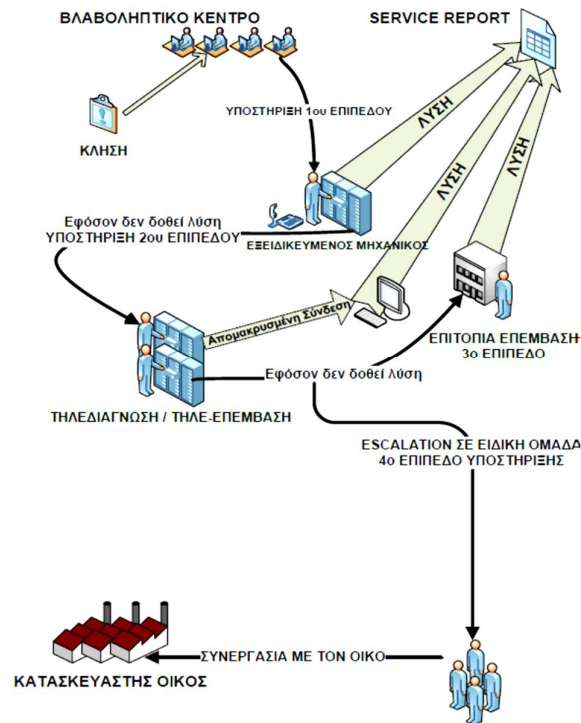 ΒΛΑΒΟΛΗΠΤΙΚΟ ΚΕΝΤΡΟ
SERVICE REPORT
ΥΠΟΣΤΗΡΙΞΗ 1ου ΕΠΙΠΕΔΟΥ
ΚΛΗΣΗ
ΛΥΣΗ
ΛΥΣΗ
ΛΥΣΗ
Εφόσον δεν δοθεί λύση
ΥΠΟΣΤΗΡΙΞΗ 2ου ΕΠΙΠΕΔΟΥ
ΕΞΕΙΔΙΚΕΥΜΕΝΟΣ ΜΗΧΑΝΙΚΟΣ
Απομακρυσμένη Σύνδεση
ΕΠΙΤΟΠΙΑ ΕΠΕΜΒΑΣΗ
3ο ΕΠΙΠΕΔΟ
Εφόσον δεν δοθεί λύση
ΤΗΛΕΔΙΑΓΝΩΣΗ / ΤΗΛΕ-ΕΠΕΜΒΑΣΗ
ESCALATION ΣΕ ΕΙΔΙΚΗ ΟΜΑΔΑ
4ο ΕΠΙΠΕΔΟ ΥΠΟΣΤΗΡΙΞΗΣ
ΣΥΝΕΡΓΑΣΙΑ ΜΕ ΤΟΝ ΟΙΚΟ
ΚΑΤΑΣΚΕΥΑΣΤΗΣ ΟΙΚΟΣ